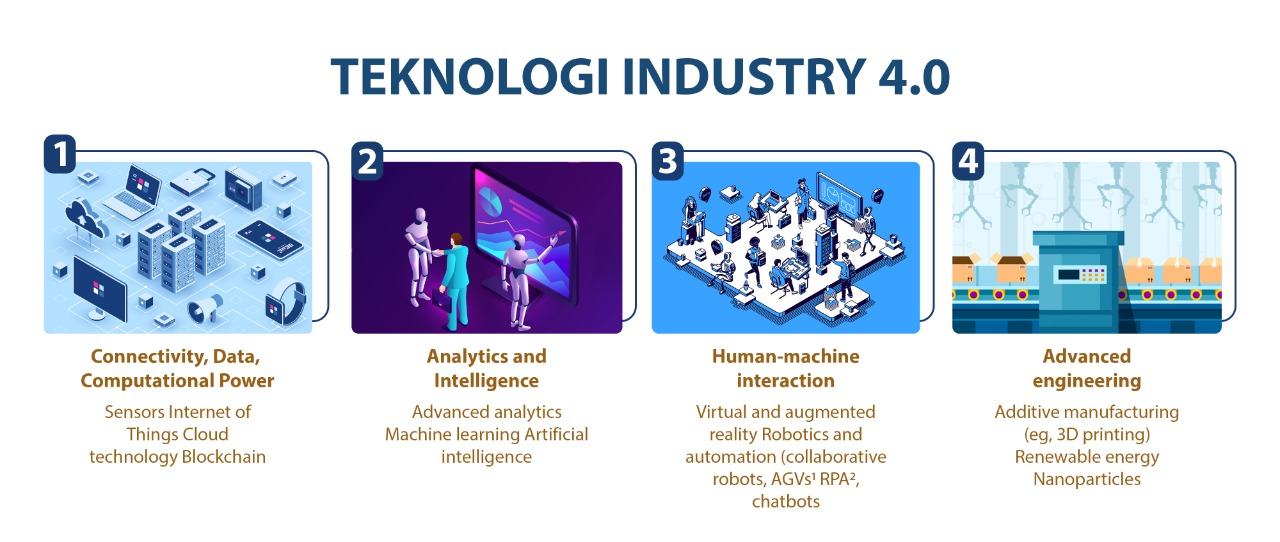 TEKNOLOGI INDUSTRY 4.0
1
Connectivity, Data,
Computational Power
Sensors Internet of
Things Cloud
technology Blockchain
2
Analytics and
Intelligence
Advanced analytics
Machine learning Artificial
intelligence
3
Human-machine
interaction
Virtual and augmented
reality Robotics and
automation (collaborative
robots, AGVs¹ RPA²,
chatbots
4
Advanced
engineering
Additive manufacturing
(eg, 3D printing)
Renewable energy
Nanoparticles